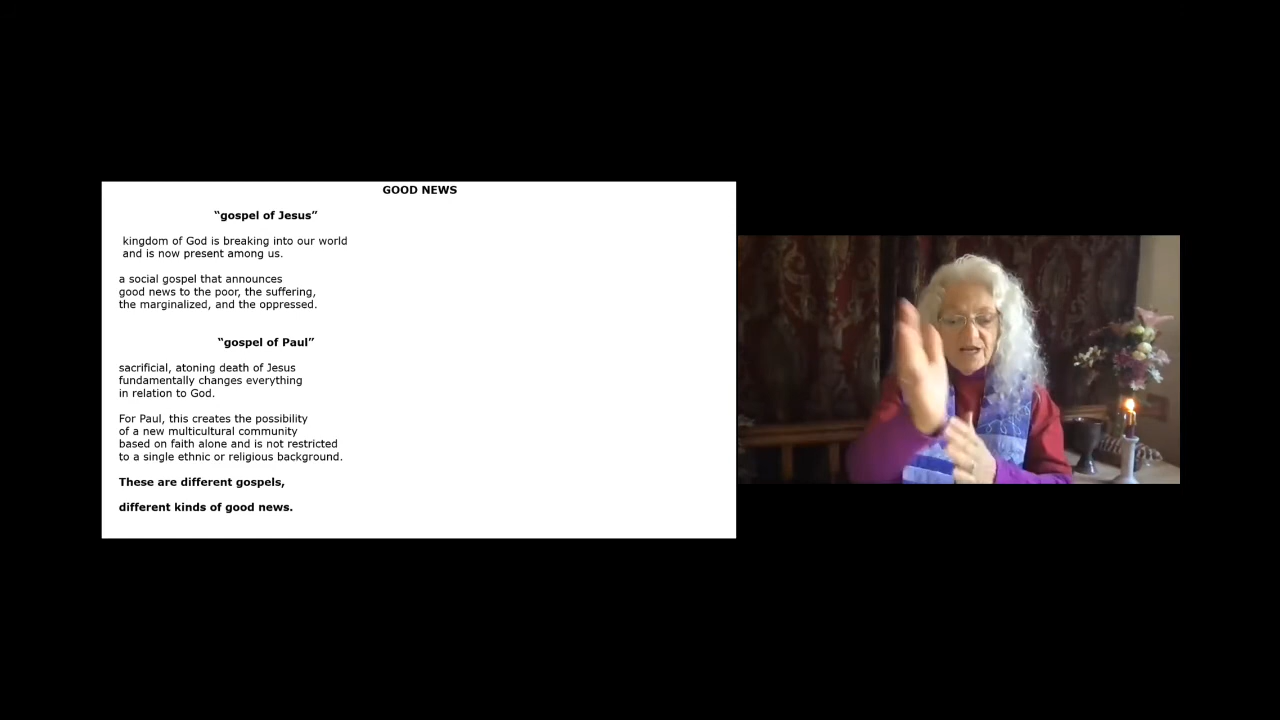 GOOD NEWS
“gospel of Jesus”
kingdom of God is breaking into our world
and is now present among us.
a social gospel that announces
good news to the poor, the suffering,
the marginalized, and the oppressed.
“gospel of Paul”
sacrificial, atoning death of Jesus
fundamentally changes everything
in relation to God.
For Paul, this creates the possibility
of a new multicultural community
based on faith alone and is not restricted
to a single ethnic or religious background.
These are different gospels,
different kinds of good news.